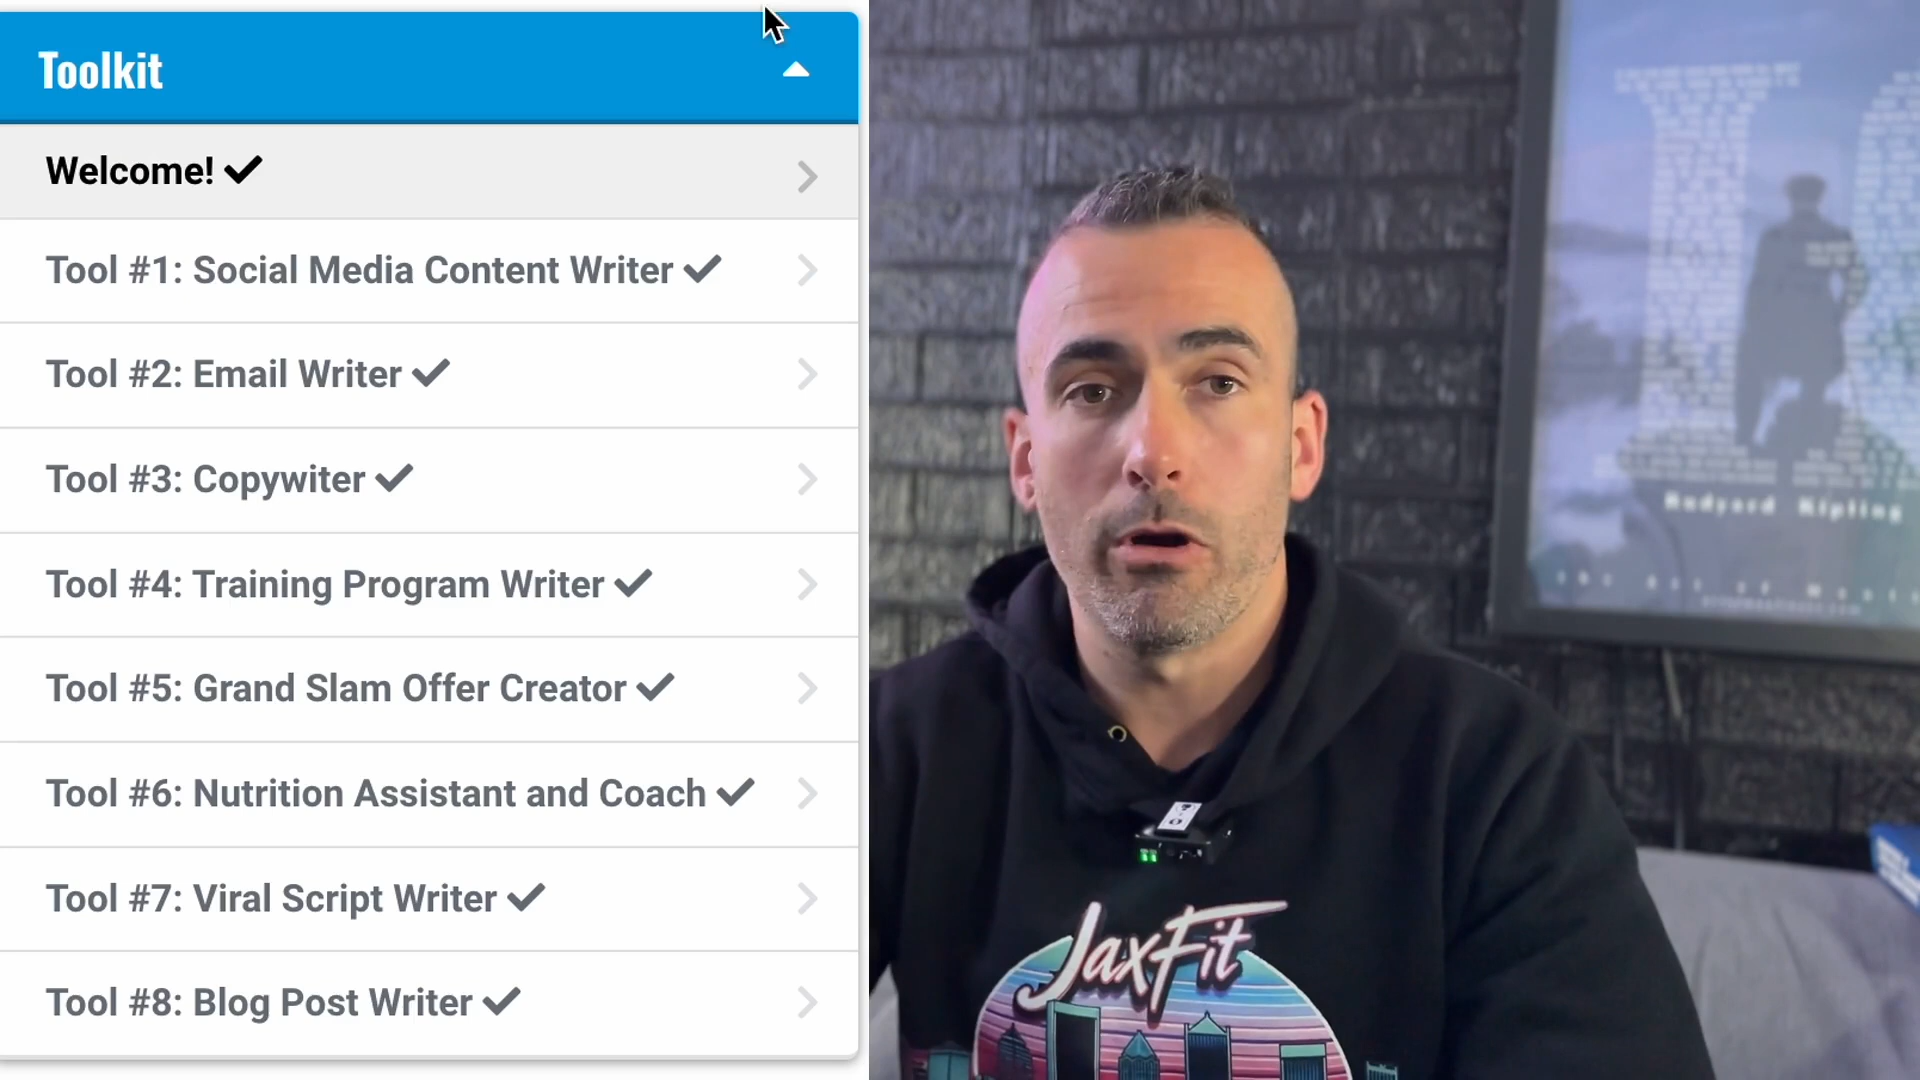 Toolkit
Welcome!
Tool #1: Social Media Content Writer
Tool #2: Email Writer
Tool #3: Copywiter
Tool #4: Training Program Writer
Tool #5: Grand Slam Offer Creator
Tool #6: Nutrition Assistant and Coach
Tool #7: Viral Script Writer
Tool #8: Blog Post Writer
Rudyard Kipling
JaxFit